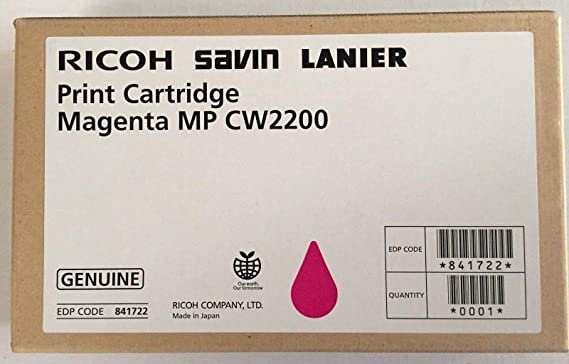 RICOH SAVIN LANIER
Print Cartridge
Magenta MP CW2200
GENUINE
EDP CODE 841722
Our earth,
Our tomorrow
RICOH COMPANY, LTD.
Made in Japan
EDP CODE
*841722*
QUANTITY
*0001*